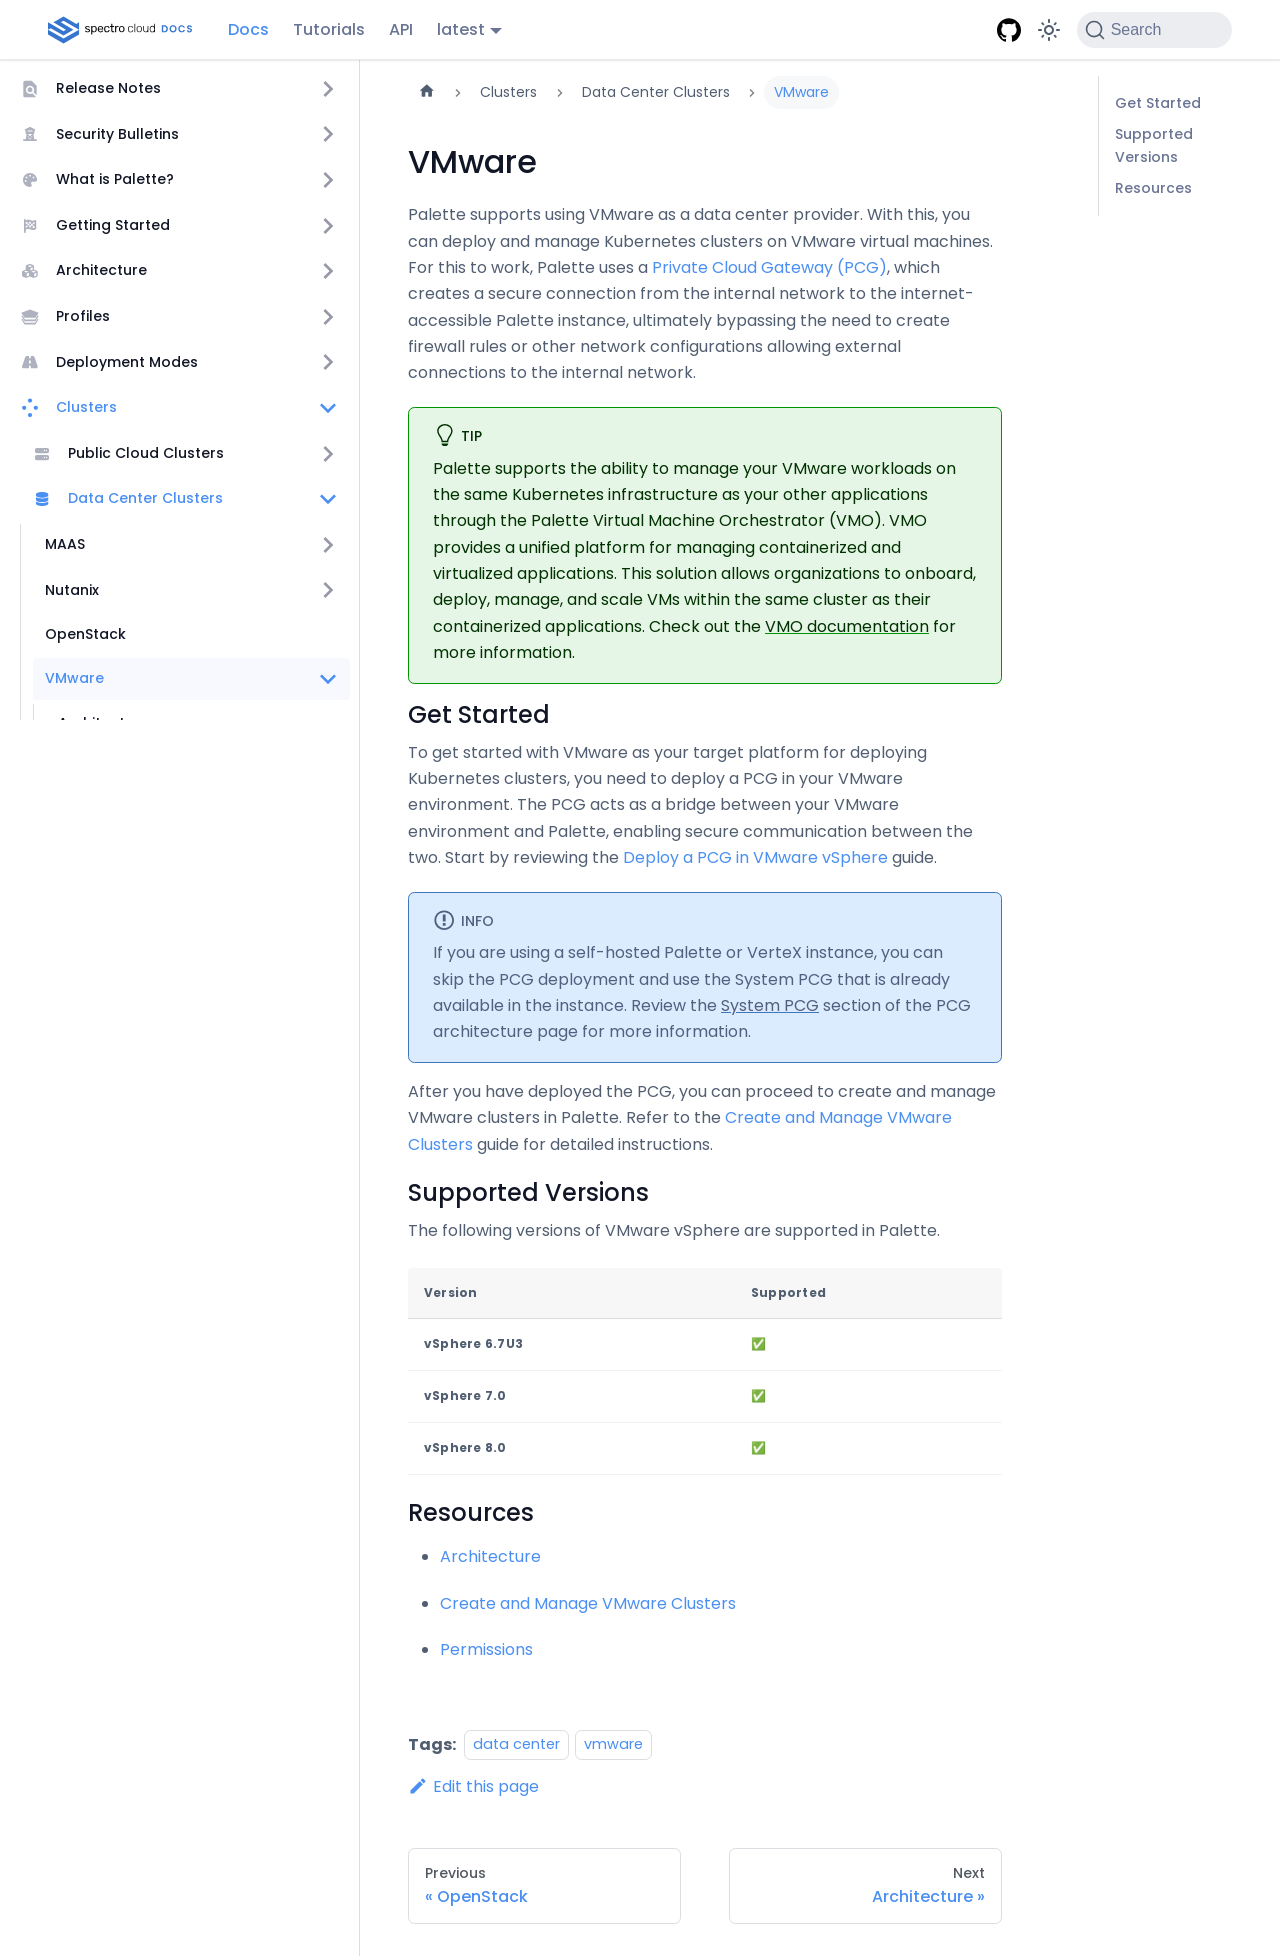 spectro cloud DOCS Docs Tutorials API latest Search
Release Notes
Security Bulletins
What is Palette?
Getting Started
Architecture
Profiles
Deployment Modes
Clusters
Public Cloud Clusters
Data Center Clusters
MAAS
Nutanix
OpenStack
VMware
Clusters Data Center Clusters VMware
VMware
Palette supports using VMware as a data center provider. With this, you
can deploy and manage Kubernetes clusters on VMware virtual machines.
For this to work, Palette uses a Private Cloud Gateway (PCG), which
creates a secure connection from the internal network to the internet-
accessible Palette instance, ultimately bypassing the need to create
firewall rules or other network configurations allowing external
connections to the internal network.
TIP
Palette supports the ability to manage your VMware workloads on
the same Kubernetes infrastructure as your other applications
through the Palette Virtual Machine Orchestrator (VMO). VMO
provides a unified platform for managing containerized and
virtualized applications. This solution allows organizations to onboard,
deploy, manage, and scale VMs within the same cluster as their
containerized applications. Check out the VMO documentation for
more information.
Get Started
To get started with VMware as your target platform for deploying
Kubernetes clusters, you need to deploy a PCG in your VMware
environment. The PCG acts as a bridge between your VMware
environment and Palette, enabling secure communication between the
two. Start by reviewing the Deploy a PCG in VMware vSphere guide.
INFO
If you are using a self-hosted Palette or VerteX instance, you can
skip the PCG deployment and use the System PCG that is already
available in the instance. Review the System PCG section of the PCG
architecture page for more information.
After you have deployed the PCG, you can proceed to create and manage
VMware clusters in Palette. Refer to the Create and Manage VMware
Clusters guide for detailed instructions.
Supported Versions
The following versions of VMware vSphere are supported in Palette.
Version Supported
vSphere 6.7U3 ✅
vSphere 7.0 ✅
vSphere 8.0 ✅
Resources
Architecture
Create and Manage VMware Clusters
Permissions
Tags: data center vmware
Edit this page
Previous
« OpenStack
Next
Architecture »
Get Started
Supported
Versions
Resources